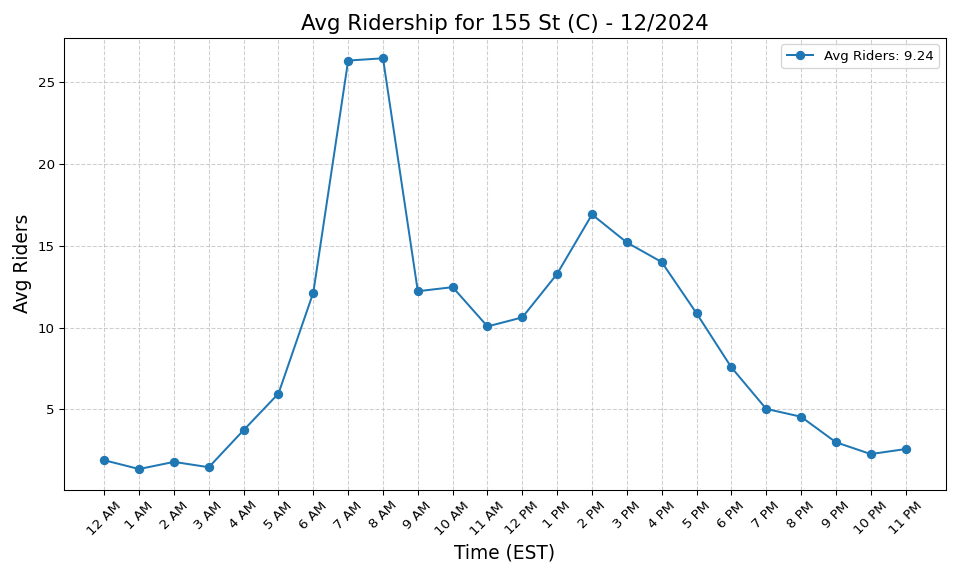 Avg Ridership for 155 St (C) - 12/2024
Avg Riders: 9.24
Avg Riders
25
20
15
10
5
12 AM
1 AM
2 AM
3 AM
4 AM
5 AM
6 AM
7 AM
8 AM
9 AM
10 AM
11 AM
12 PM
1 PM
2 PM
3 PM
4 PM
5 PM
6 PM
7 PM
8 PM
9 PM
10 PM
11 PM
Time (EST)